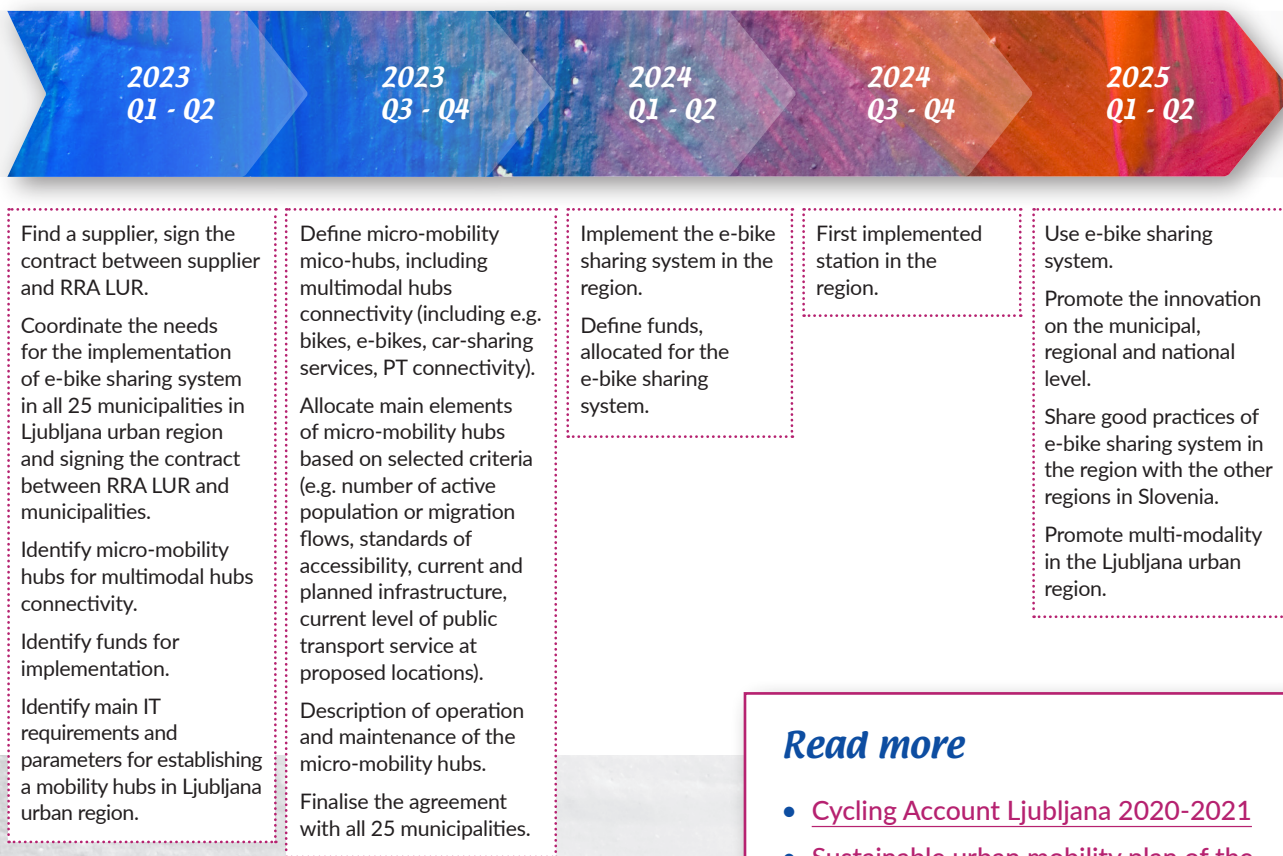 2023
Q1 - Q2
2023
Q3 - Q4
2024
Q1 - Q2
2024
Q3 - Q4
2025
Q1 - Q2
Find a supplier, sign the
contract between supplier
and RRA LUR.
Coordinate the needs
for the implementation
of e-bike sharing system
in all 25 municipalities in
Ljubljana urban region
and signing the contract
between RRA LUR and
municipalities.
Identify micro-mobility
hubs for multimodal hubs
connectivity.
Identify funds for
implementation.
Identify main IT
requirements and
parameters for establishing
a mobility hubs in Ljubljana
urban region.
Define micro-mobility
mico-hubs, including
multimodal hubs
connectivity (including e.g.
bikes, e-bikes, car-sharing
services, PT connectivity).
Allocate main elements
of micro-mobility hubs
based on selected criteria
(e.g. number of active
population or migration
flows, standards of
accessibility, current and
planned infrastructure,
current level of public
transport service at
proposed locations).
Description of operation
and maintenance of the
micro-mobility hubs.
Finalise the agreement
with all 25 municipalities.
Implement the e-bike
sharing system in the
region.
Define funds,
allocated for the
e-bike sharing
system.
First implemented
station in the
region.
Use e-bike sharing
system.
Promote the innovation
on the municipal,
regional and national
level.
Share good practices of
e-bike sharing system in
the region with the other
regions in Slovenia.
Promote multi-modality
in the Ljubljana urban
region.
Read more
• Cycling Account Ljubljana 2020-2021
• Sustainable urban mobility plan of the